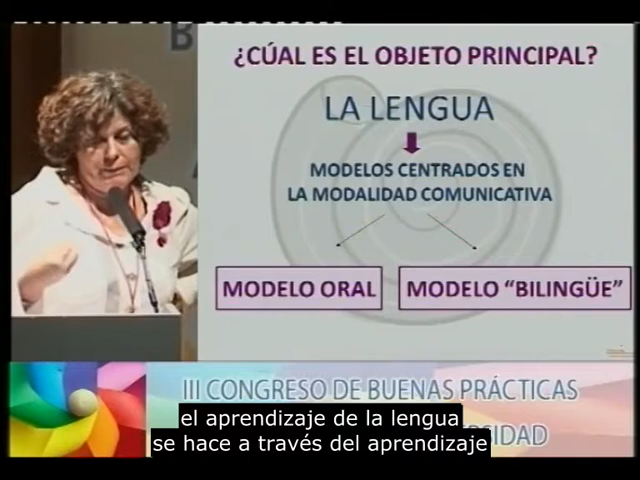 ¿CÚAL ES EL OBJETO PRINCIPAL?
LA LENGUA
MODELOS CENTRADOS EN
LA MODALIDAD COMUNICATIVA
MODELO ORAL
MODELO “BILINGÜE”
III CONGRESO DE BUENAS PRÁCTICAS
el aprendizaje de la lengua
se hace a través del aprendizaje